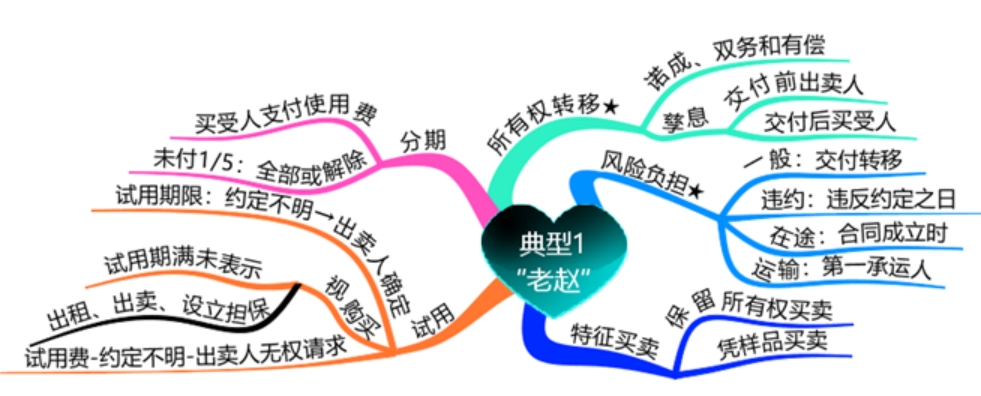 典型1
“老赵”
所有权转移★
诺成、双务和有偿
孳息
交付前出卖人
交付后买受人
风险负担★
一般：交付转移
违约：违反约定之日
在途：合同成立时
运输：第一承运人
特征买卖
保留所有权买卖
凭样品买卖
分期
买受人支付使用费
未付1/5：全部或解除
试用
试用期限：约定不明→出卖人确定
视购买
试用期满未表示
出租、出卖、设立担保
试用费-约定不明-出卖人无权请求